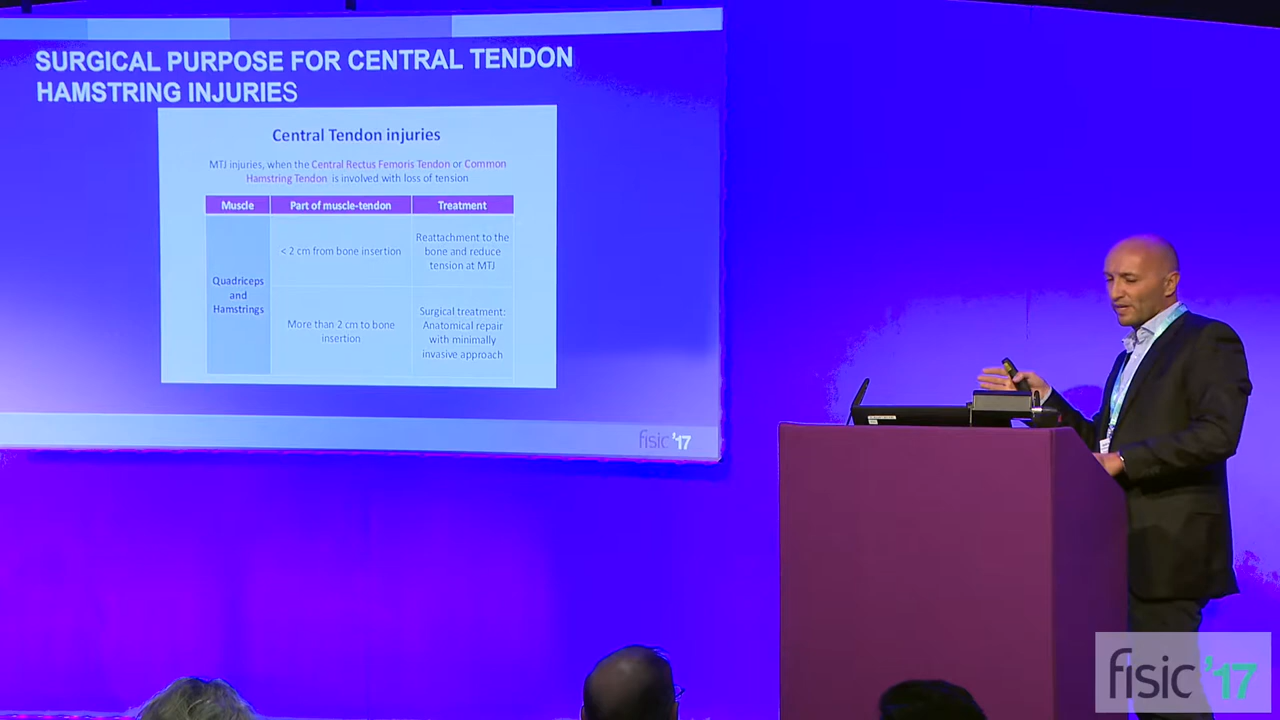 SURGICAL PURPOSE FOR CENTRAL TENDON
HAMSTRING INJURIES
Central Tendon injuries
MTJ injuries, when the Central Rectus Femoris Tendon or Common
Hamstring Tendon is involved with loss of tension
Muscle Part of muscle-tendon Treatment
Quadriceps
and
Hamstrings
< 2 cm from bone insertion
Reattachment to the
bone and reduce
tension at MTJ
More than 2 cm to bone
insertion
Surgical treatment:
Anatomical repair
with minimally
invasive approach
fisic '17
fisic '17